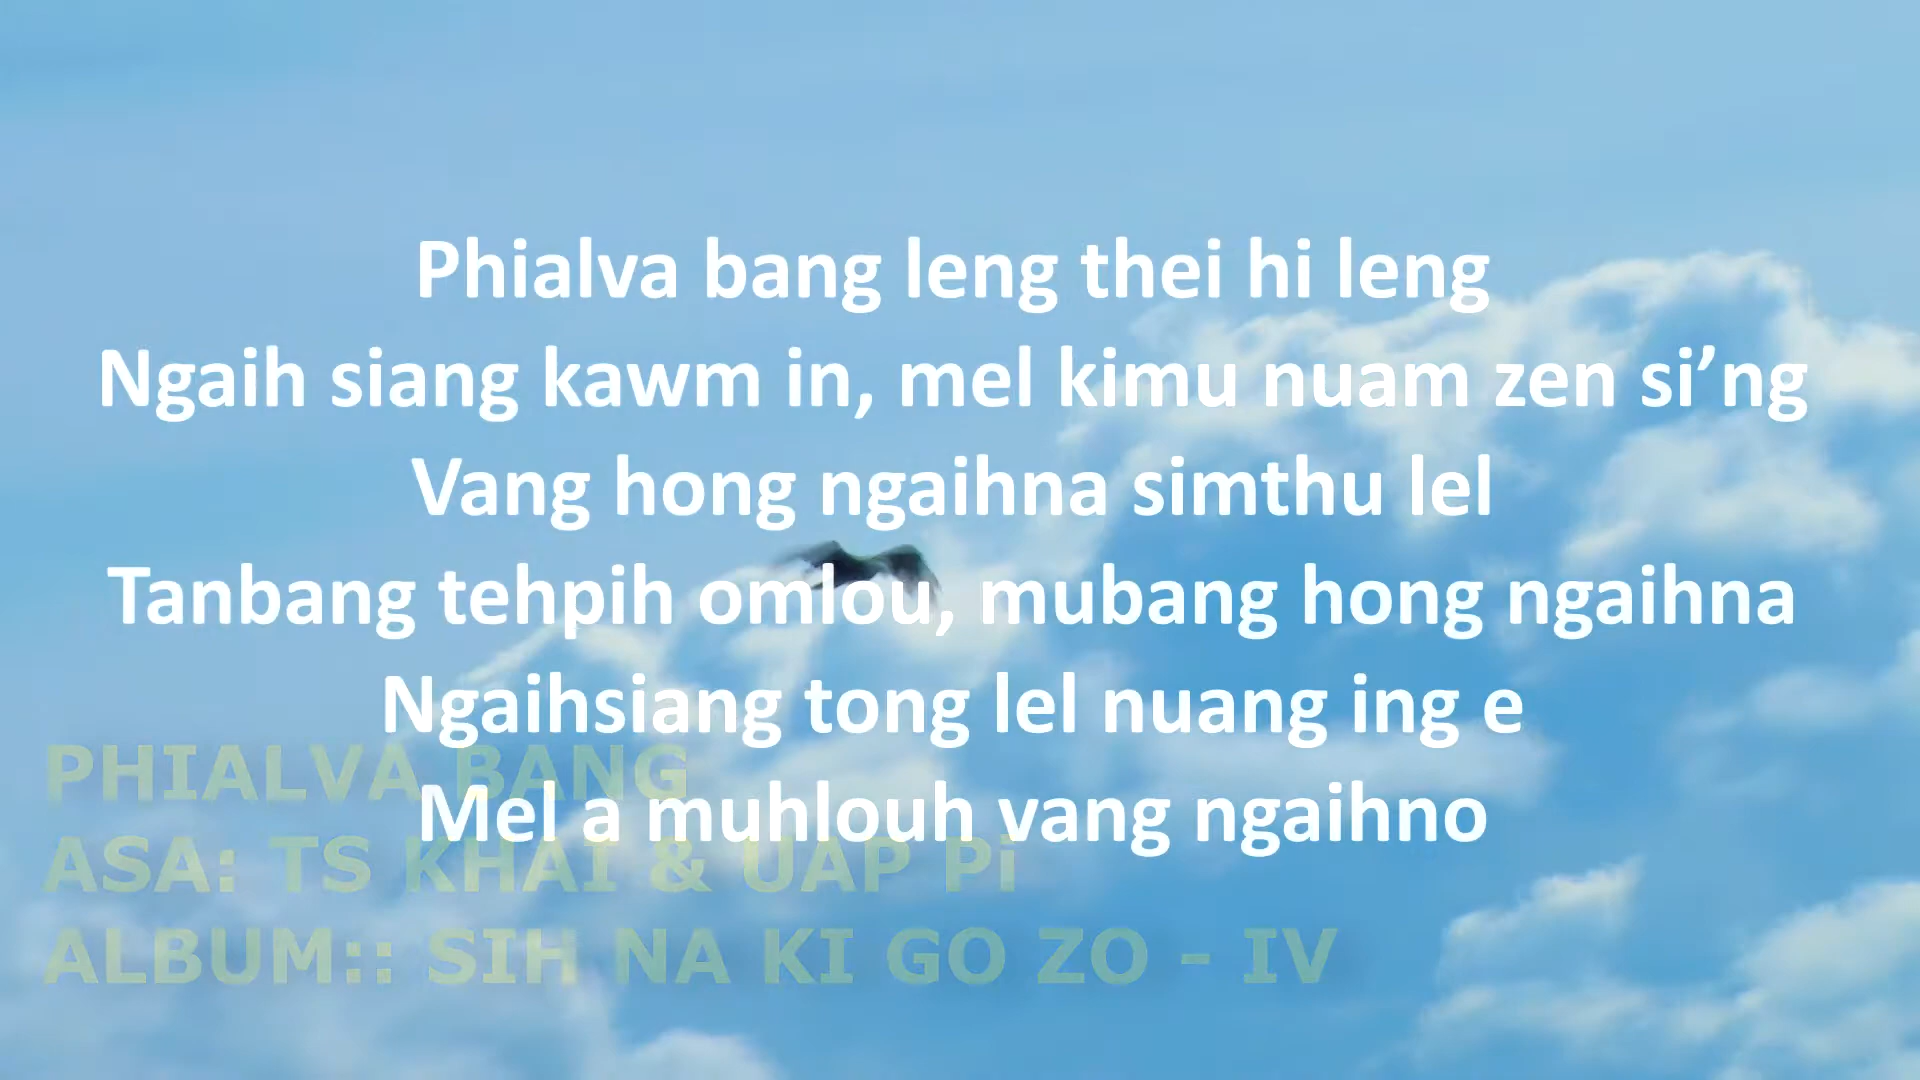 Phialva bang leng thei hi leng
Ngaih siang kawm in, mel kimu nuam zen si’ng
Vang hong ngaihna simthu lel
Tanbang tehpih omlou, mubang hong ngaihna
Ngaihsiang tong lel nuang ing e
Mel a muhlouh vang ngaihno
PHIALVA BANG
ASA: TS KHAI & UAP Pi
ALBUM:: SIH NA KI GO ZO - IV